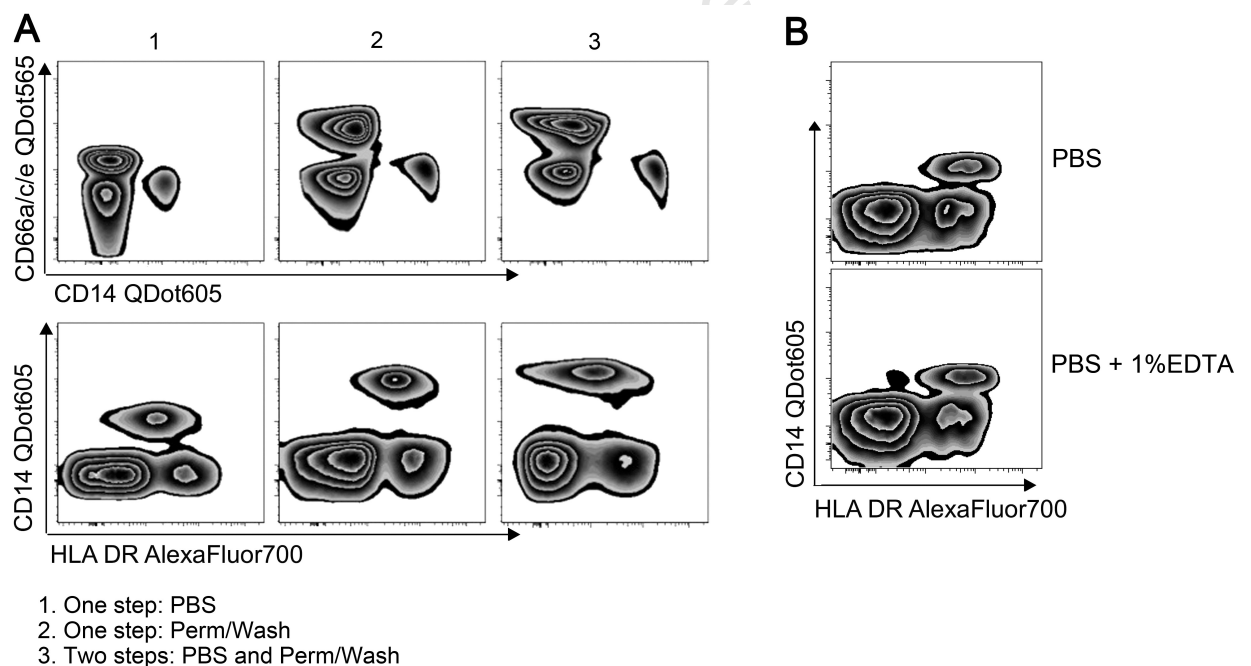 A
B
1
2
3
CD66a/c/e QDot565
CD14 QDot605
PBS
CD14 QDot605
HLA DR AlexaFluor700
PBS + 1%EDTA
CD14 QDot605
HLA DR AlexaFluor700
1. One step: PBS
2. One step: Perm/Wash
3. Two steps: PBS and Perm/Wash